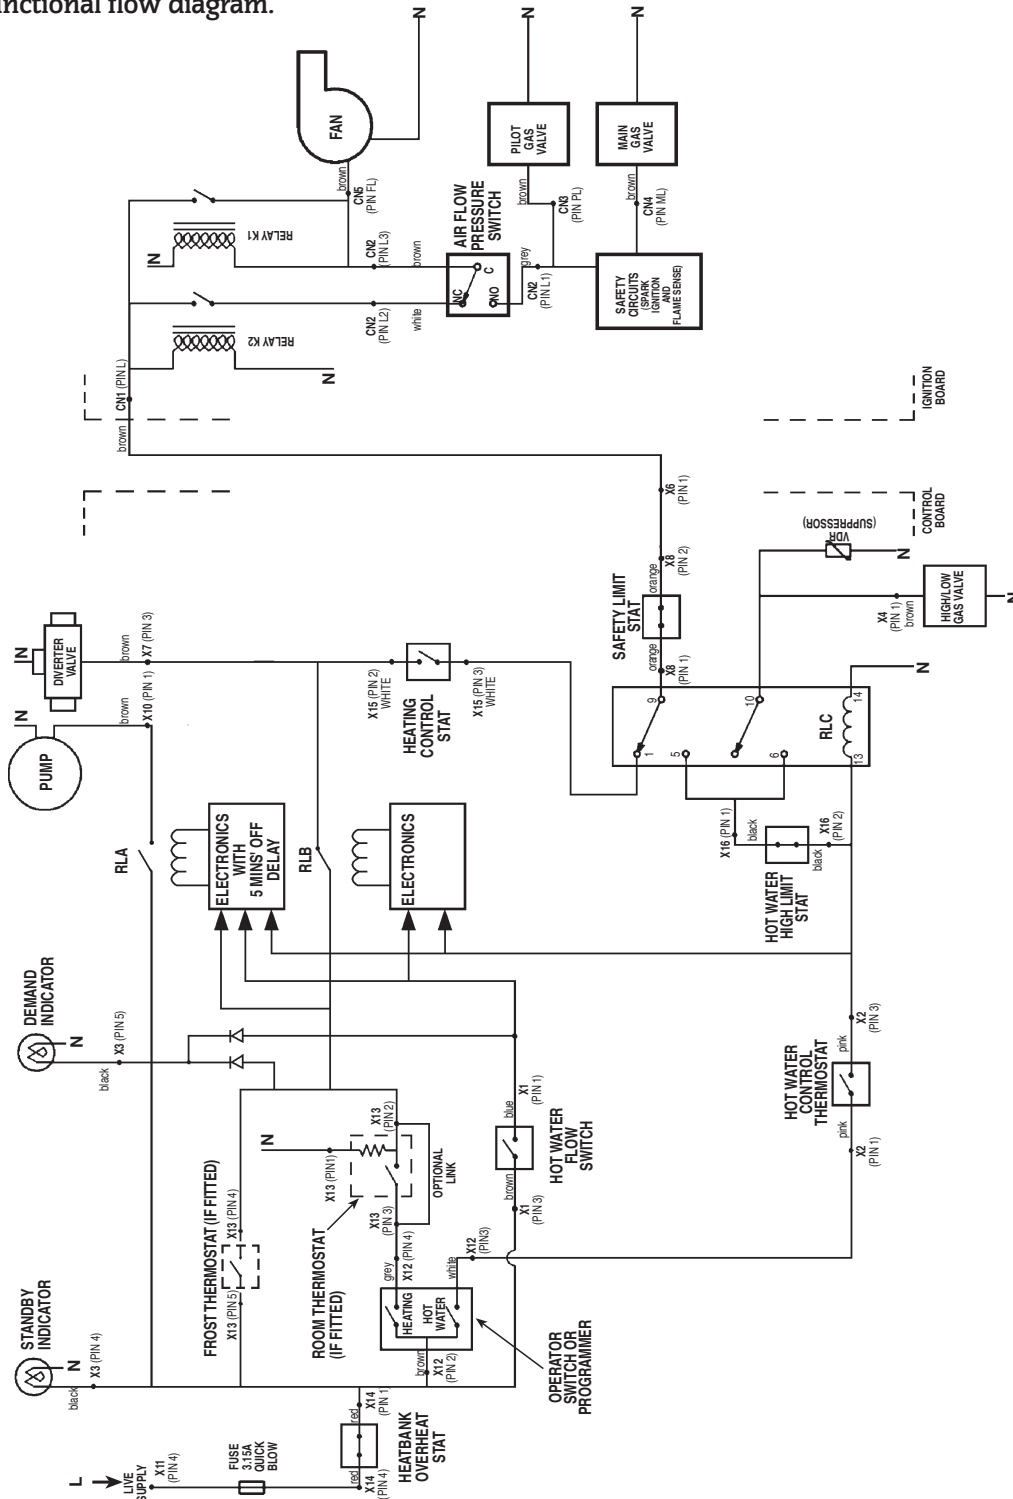 nctional flow diagram.
N
N
N
FAN
PILOT
GAS
VALVE
MAIN
GAS
VALVE
brown
CN5
(PIN FL)
brown
CN3
(PIN PL)
brown
CN4
(PIN ML)
RELAY K1
N
CN2
(PIN L3)
brown
AIR FLOW
PRESSURE
SWITCH
C
NC
NO
grey
CN2
(PIN L1)
SAFETY
CIRCUITS
(SPARK
IGNITION
AND
FLAME SENSE)
CN2
(PIN L2)
white
RELAY K2
N
CN1 (PIN L)
brown
IGNITION
BOARD
CONTROL
BOARD
X6
(PIN 1)
X8
(PIN 2)
orange
SAFETY LIMIT
STAT
orange
X8
(PIN 1)
VDR
(SUPPRESSOR)
N
X4
(PIN 1)
brown
HIGH/LOW
GAS VALVE
N
N
DIVERTER
VALVE
brown
X7 (PIN 3)
N
PUMP
brown
X10 (PIN 1)
X15 (PIN 2)
WHITE
HEATING
CONTROL
STAT
X15 (PIN 3)
WHITE
9
10
14
N
RLC
1
5
6
13
X16 (PIN 1)
black
X16
(PIN 2)
black
HOT WATER
HIGH LIMIT
STAT
RLA
ELECTRONICS
WITH
5 MINS' OFF
DELAY
RLB
ELECTRONICS
DEMAND
INDICATOR
N
X3 (PIN 5)
black
X2
(PIN 3)
pink
HOT WATER
CONTROL
THERMOSTAT
pink
X2
(PIN 1)
X1
(PIN 1)
blue
HOT WATER
FLOW
SWITCH
brown
X1
(PIN 3)
N
X13
(PIN 2)
X13 (PIN1)
OPTIONAL
LINK
X13
(PIN 3)
ROOM THERMOSTAT
(IF FITTED)
FROST THERMOSTAT (IF FITTED)
X13 (PIN 4)
X13 (PIN 5)
grey
X12 (PIN 4)
white
X12
(PIN3)
HEATING
HOT
WATER
brown
X12
(PIN 2)
OPERATOR
SWITCH OR
PROGRAMMER
STANDBY
INDICATOR
N
X3 (PIN 4)
black
X14
(PIN 1)
red
HEATBANK
OVERHEAT
STAT
red
X14
(PIN 4)
FUSE
3.15A
QUICK
BLOW
L
LIVE
SUPPLY
X11
(PIN 4)